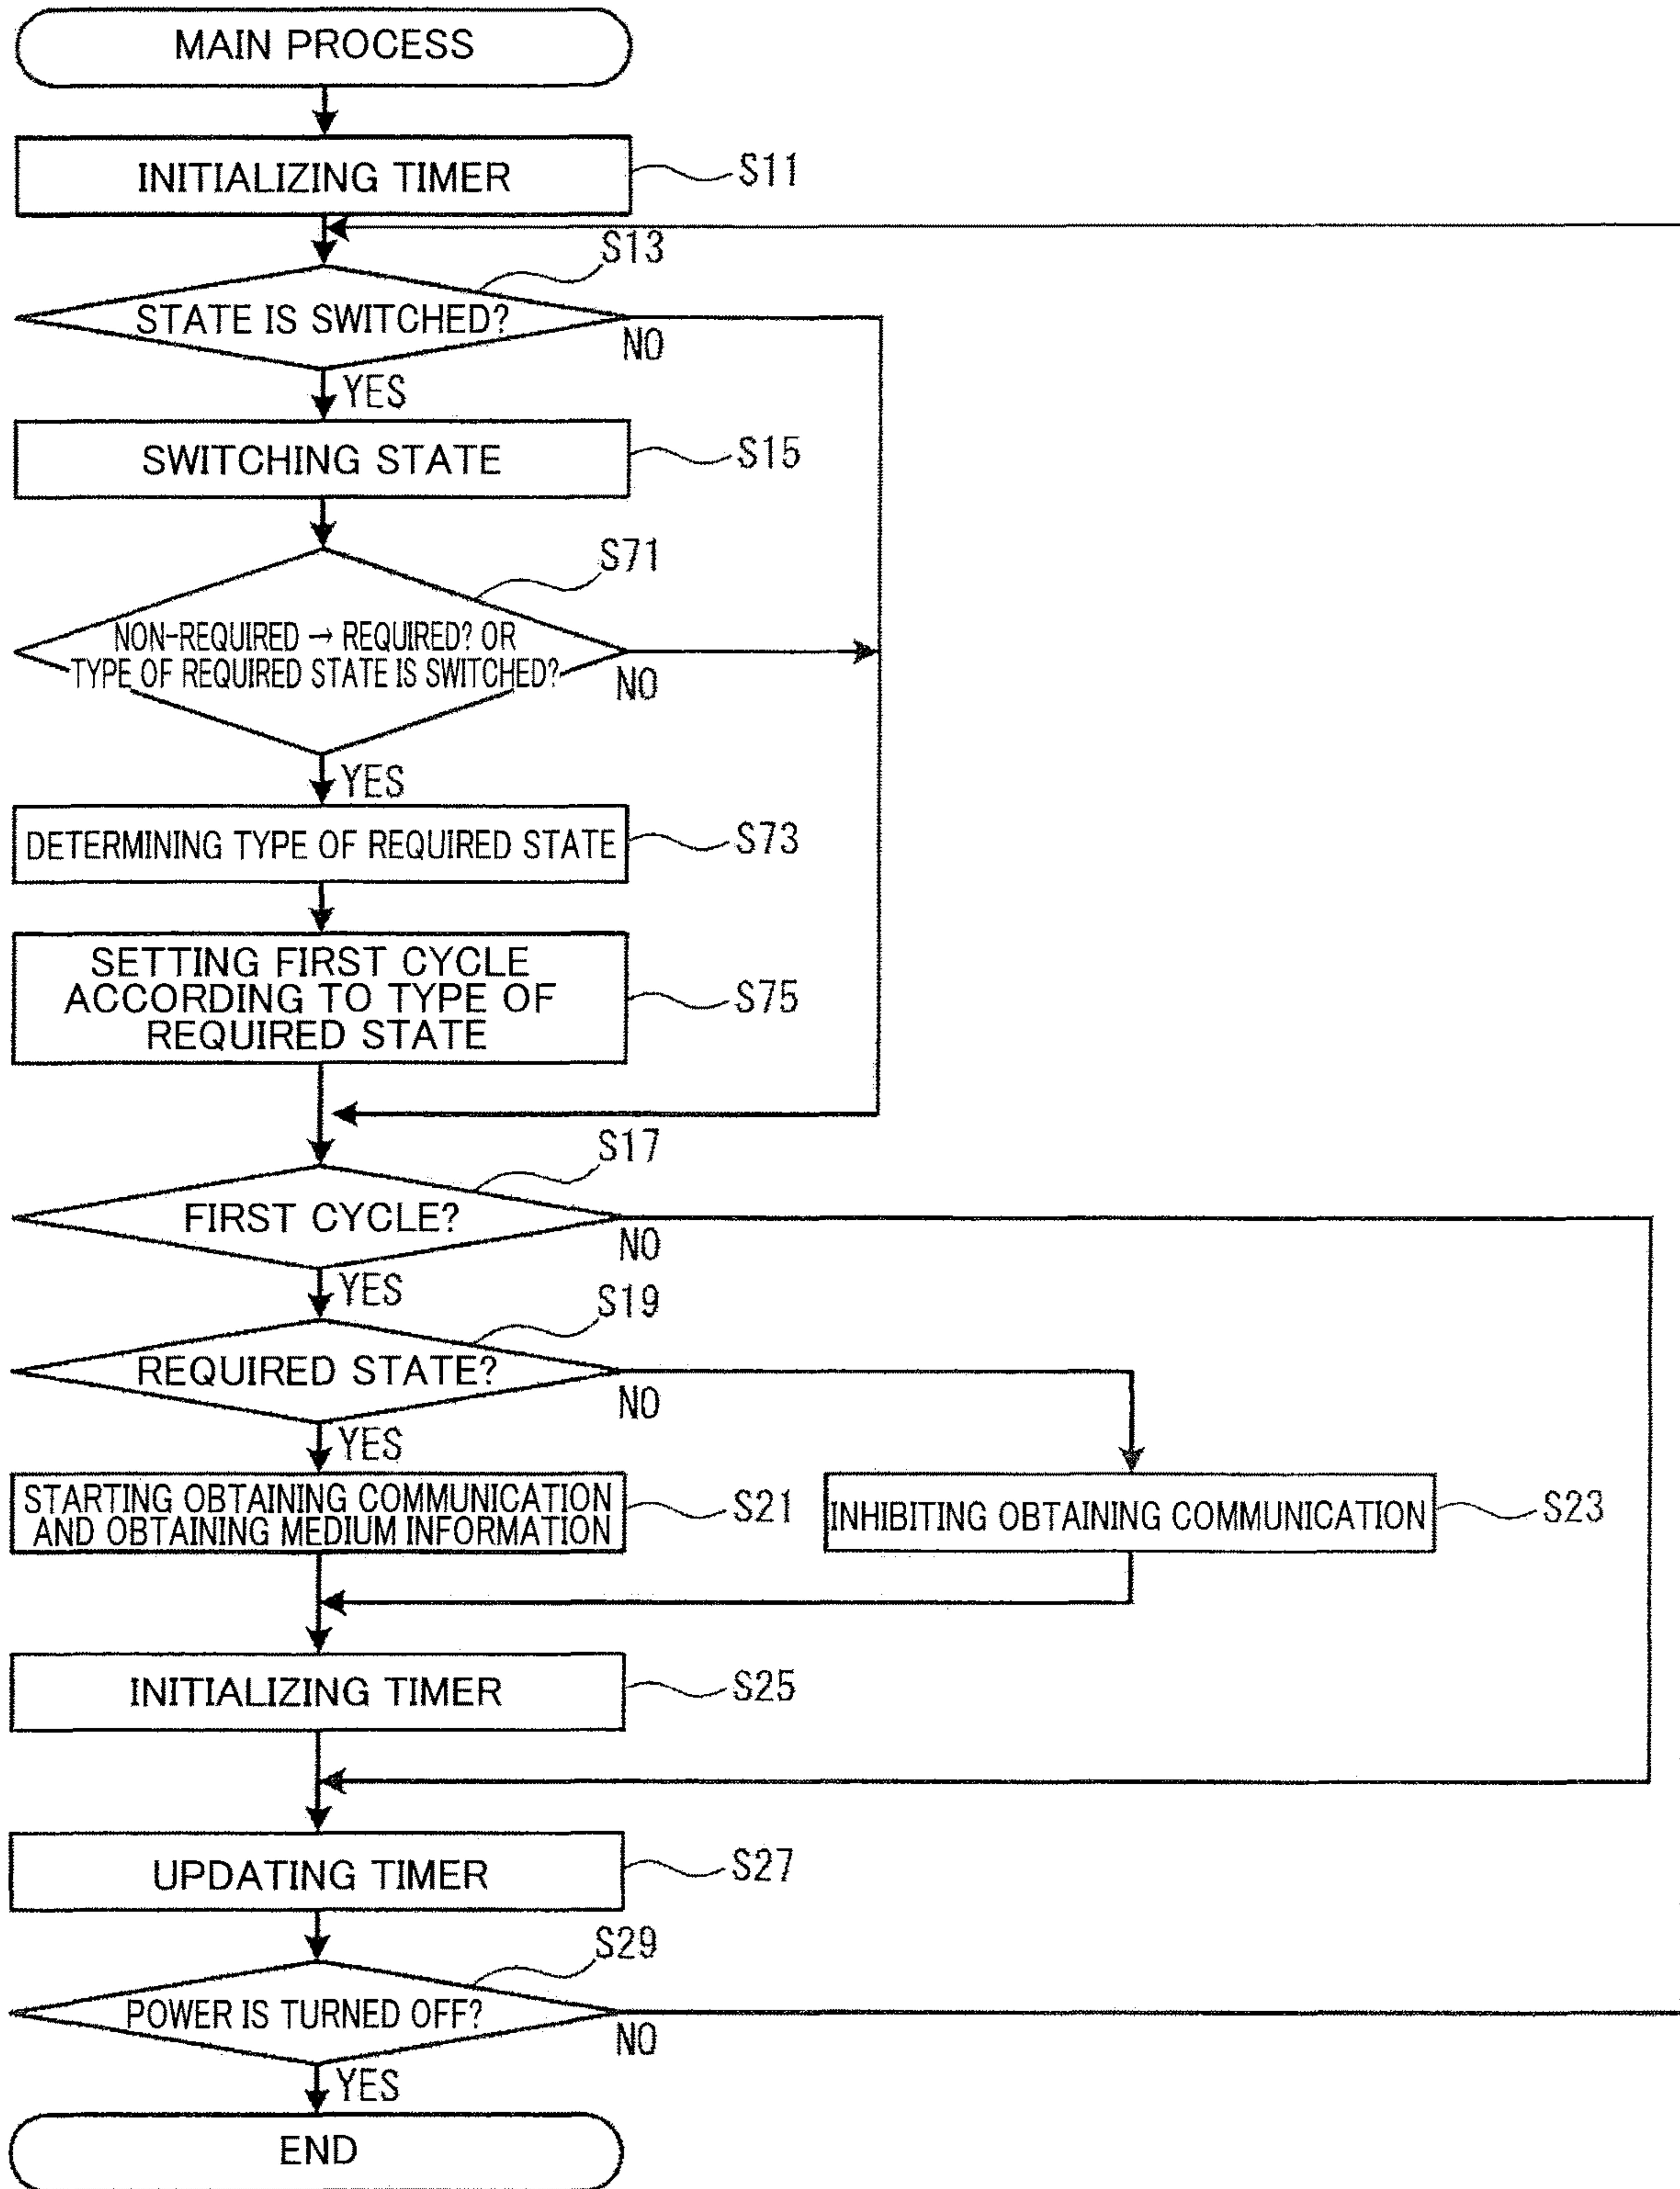 MAIN PROCESS
INITIALIZING TIMER
S11
S13
STATE IS SWITCHED?
NO
YES
SWITCHING STATE
S15
S71
NON-REQUIRED → REQUIRED? OR
TYPE OF REQUIRED STATE IS SWITCHED?
NO
YES
DETERMINING TYPE OF REQUIRED STATE
S73
SETTING FIRST CYCLE
ACCORDING TO TYPE OF
REQUIRED STATE
S75
S17
FIRST CYCLE?
NO
YES
S19
REQUIRED STATE?
NO
YES
STARTING OBTAINING COMMUNICATION
AND OBTAINING MEDIUM INFORMATION
S21
INHIBITING OBTAINING COMMUNICATION
S23
INITIALIZING TIMER
S25
UPDATING TIMER
S27
S29
POWER IS TURNED OFF?
NO
YES
END